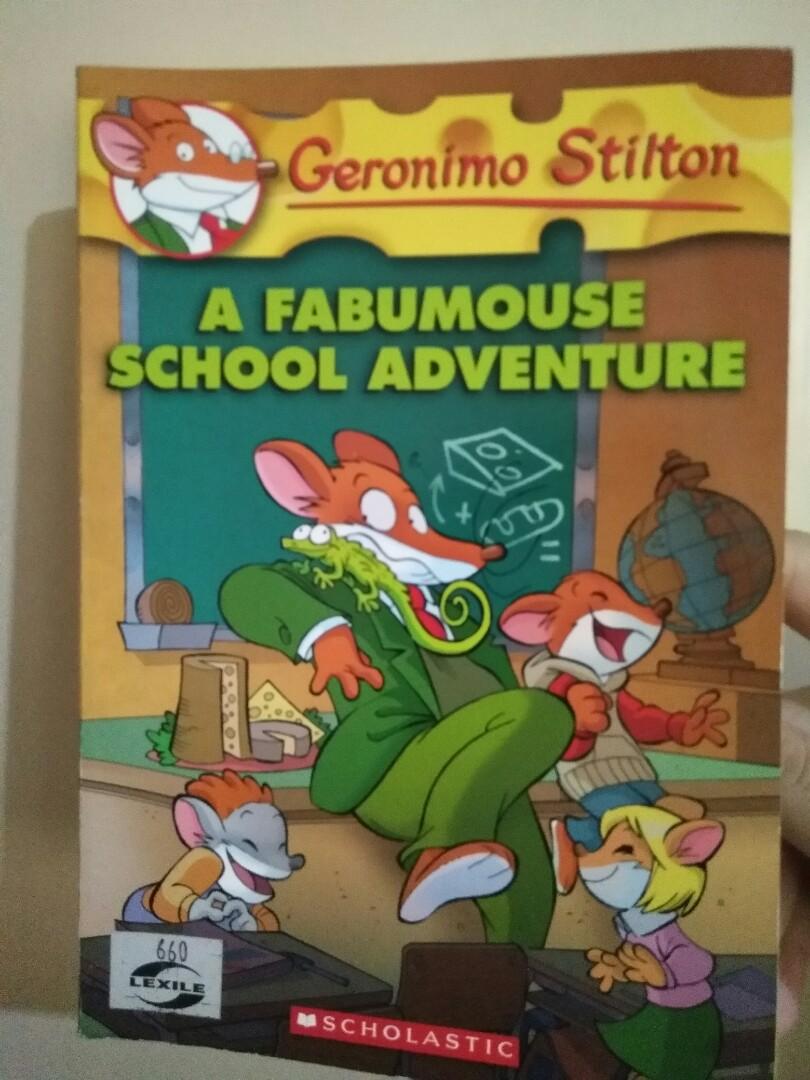 Geronimo Stilton
A FABUMOUSE
SCHOOL ADVENTURE
+
=
660
LEXILE
SCHOLASTIC